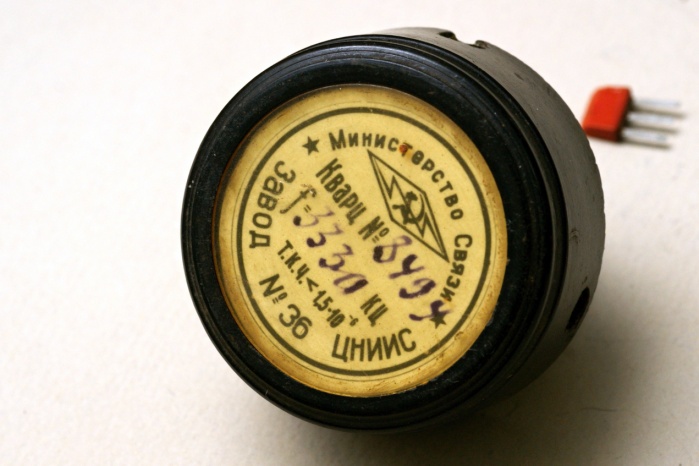 ★ Министерство Связи ★
Кварц № 8494
f = 3330 кц
Т.К.Ч. < 1,5·10⁻⁶
Завод № 36 ЦНИИС